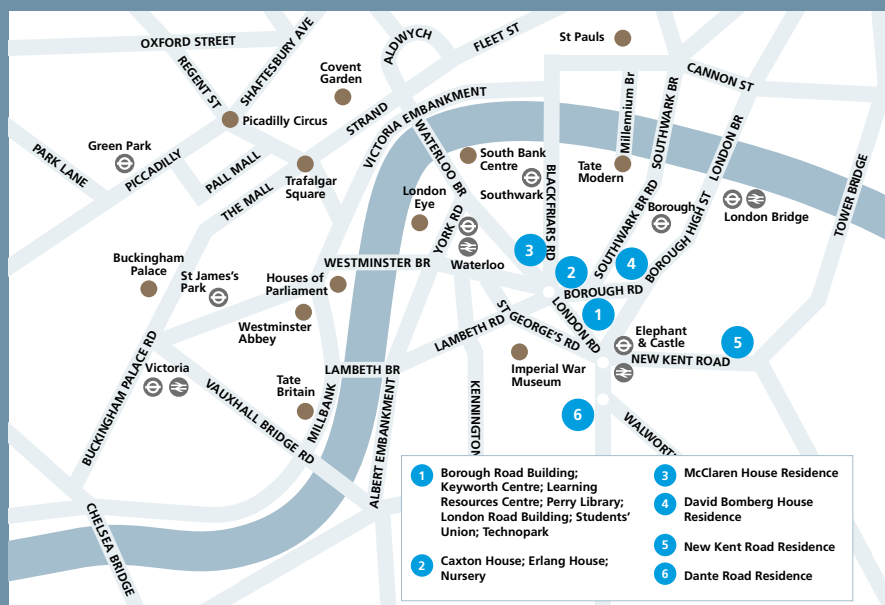 OXFORD STREET
REGENT ST
SHAFTESBURY AVE
ALDWYCH
FLEET ST
St Pauls
CANNON ST
Covent
Garden
Picadilly Circus
STRAND
VICTORIA EMBANKMENT
WATERLOO BR
Millennium Br
SOUTHWARK BR
LONDON BR
Green Park
PARK LANE
PICCADILLY
PALL MALL
THE MALL
Trafalgar
Square
South Bank
Centre
Southwark
BLACKFRIARS RD
Tate
Modern
London
Eye
YORK RD
SOUTHWARK BR RD
Borough
BOROUGH HIGH ST
London Bridge
TOWER BRIDGE
Buckingham
Palace
St James's
Park
Houses of
Parliament
WESTMINSTER BR
Waterloo
3
2
4
BOROUGH RD
1
Westminster
Abbey
LAMBETH RD
ST GEORGE'S RD
LONDON RD
Elephant
& Castle
5
NEW KENT ROAD
BUCKINGHAM PALACE RD
Victoria
VAUXHALL BRIDGE RD
Tate
Britain
MILLBANK
LAMBETH BR
ALBERT EMBANKMENT
KENNINGTON
Imperial War
Museum
6
WALWORTH
CHELSEA BRIDGE
1 Borough Road Building;
Keyworth Centre; Learning
Resources Centre; Perry Library;
London Road Building; Students'
Union; Technopark
2 Caxton House; Erlang House;
Nursery
3 McClaren House Residence
4 David Bomberg House
Residence
5 New Kent Road Residence
6 Dante Road Residence